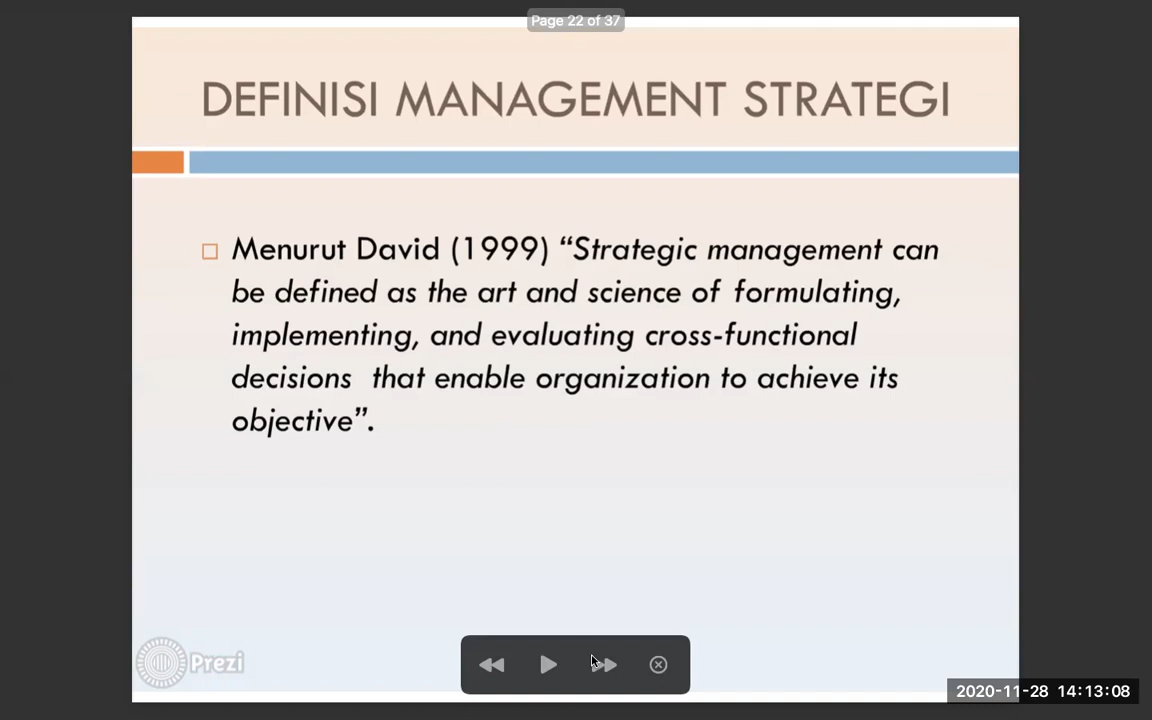 Page 22 of 37
DEFINISI MANAGEMENT STRATEGI
Menurut David (1999) “Strategic management can
be defined as the art and science of formulating,
implementing, and evaluating cross-functional
decisions that enable organization to achieve its
objective”.
Prezi
2020-11-28 14:13:08